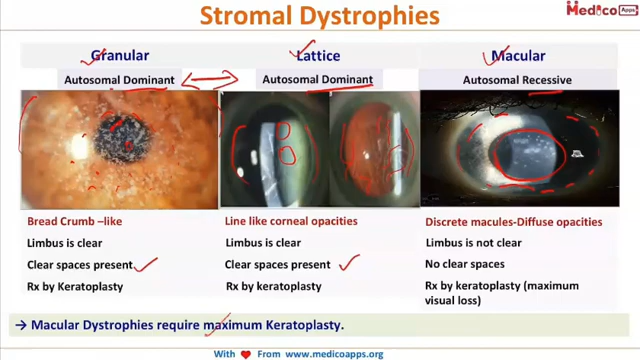 Stromal Dystrophies
Medico Apps
Granular
Lattice
Macular
Autosomal Dominant
Autosomal Dominant
Autosomal Recessive
Bread Crumb –like
Limbus is clear
Clear spaces present
Rx by Keratoplasty
Line like corneal opacities
Limbus is clear
Clear spaces present
Rx by keratoplasty
Discrete macules-Diffuse opacities
Limbus is not clear
No clear spaces
Rx by keratoplasty (maximum
visual loss)
→ Macular Dystrophies require maximum Keratoplasty.
With From www.medicoapps.org